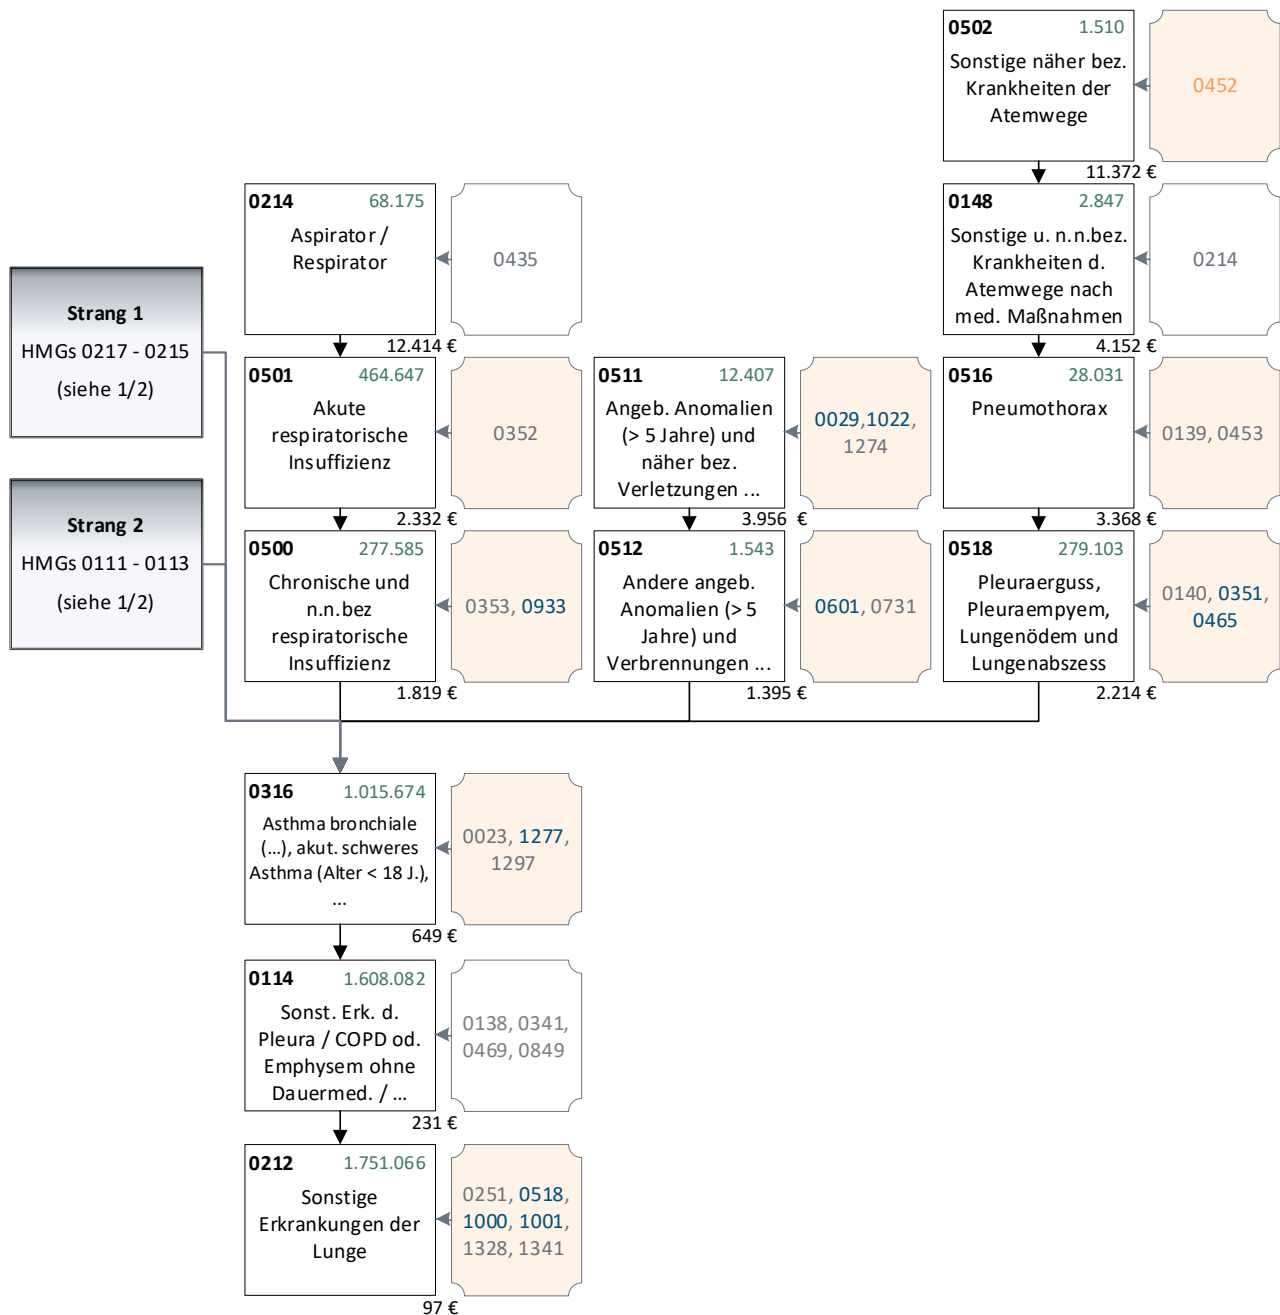 0502 1.510
Sonstige näher bez.
Krankheiten der
Atemwege
0452
11.372 €
0214 68.175
Aspirator /
Respirator
0435
12.414 €
0148 2.847
Sonstige u. n.n.bez.
Krankheiten d.
Atemwege nach
med. Maßnahmen
0214
4.152 €
Strang 1
HMGs 0217 - 0215
(siehe 1/2)
0501 464.647
Akute
respiratorische
Insuffizienz
0352
2.332 €
0511 12.407
Angeb. Anomalien
(> 5 Jahre) und
näher bez.
Verletzungen ...
0029,1022,
1274
3.956 €
0516 28.031
Pneumothorax
0139, 0453
3.368 €
Strang 2
HMGs 0111 - 0113
(siehe 1/2)
0500 277.585
Chronische und
n.n.bez
respiratorische
Insuffizienz
0353, 0933
1.819 €
0512 1.543
Andere angeb.
Anomalien (> 5
Jahre) und
Verbrennungen ...
0601, 0731
1.395 €
0518 279.103
Pleuraerguss,
Pleuraempyem,
Lungenödem und
Lungenabszess
0140, 0351,
0465
2.214 €
0316 1.015.674
Asthma bronchiale
(...), akut. schweres
Asthma (Alter < 18 J.),
...
0023, 1277,
1297
649 €
0114 1.608.082
Sonst. Erk. d.
Pleura / COPD od.
Emphysem ohne
Dauermed. / ...
0138, 0341,
0469, 0849
231 €
0212 1.751.066
Sonstige
Erkrankungen der
Lunge
0251, 0518,
1000, 1001,
1328, 1341
97 €